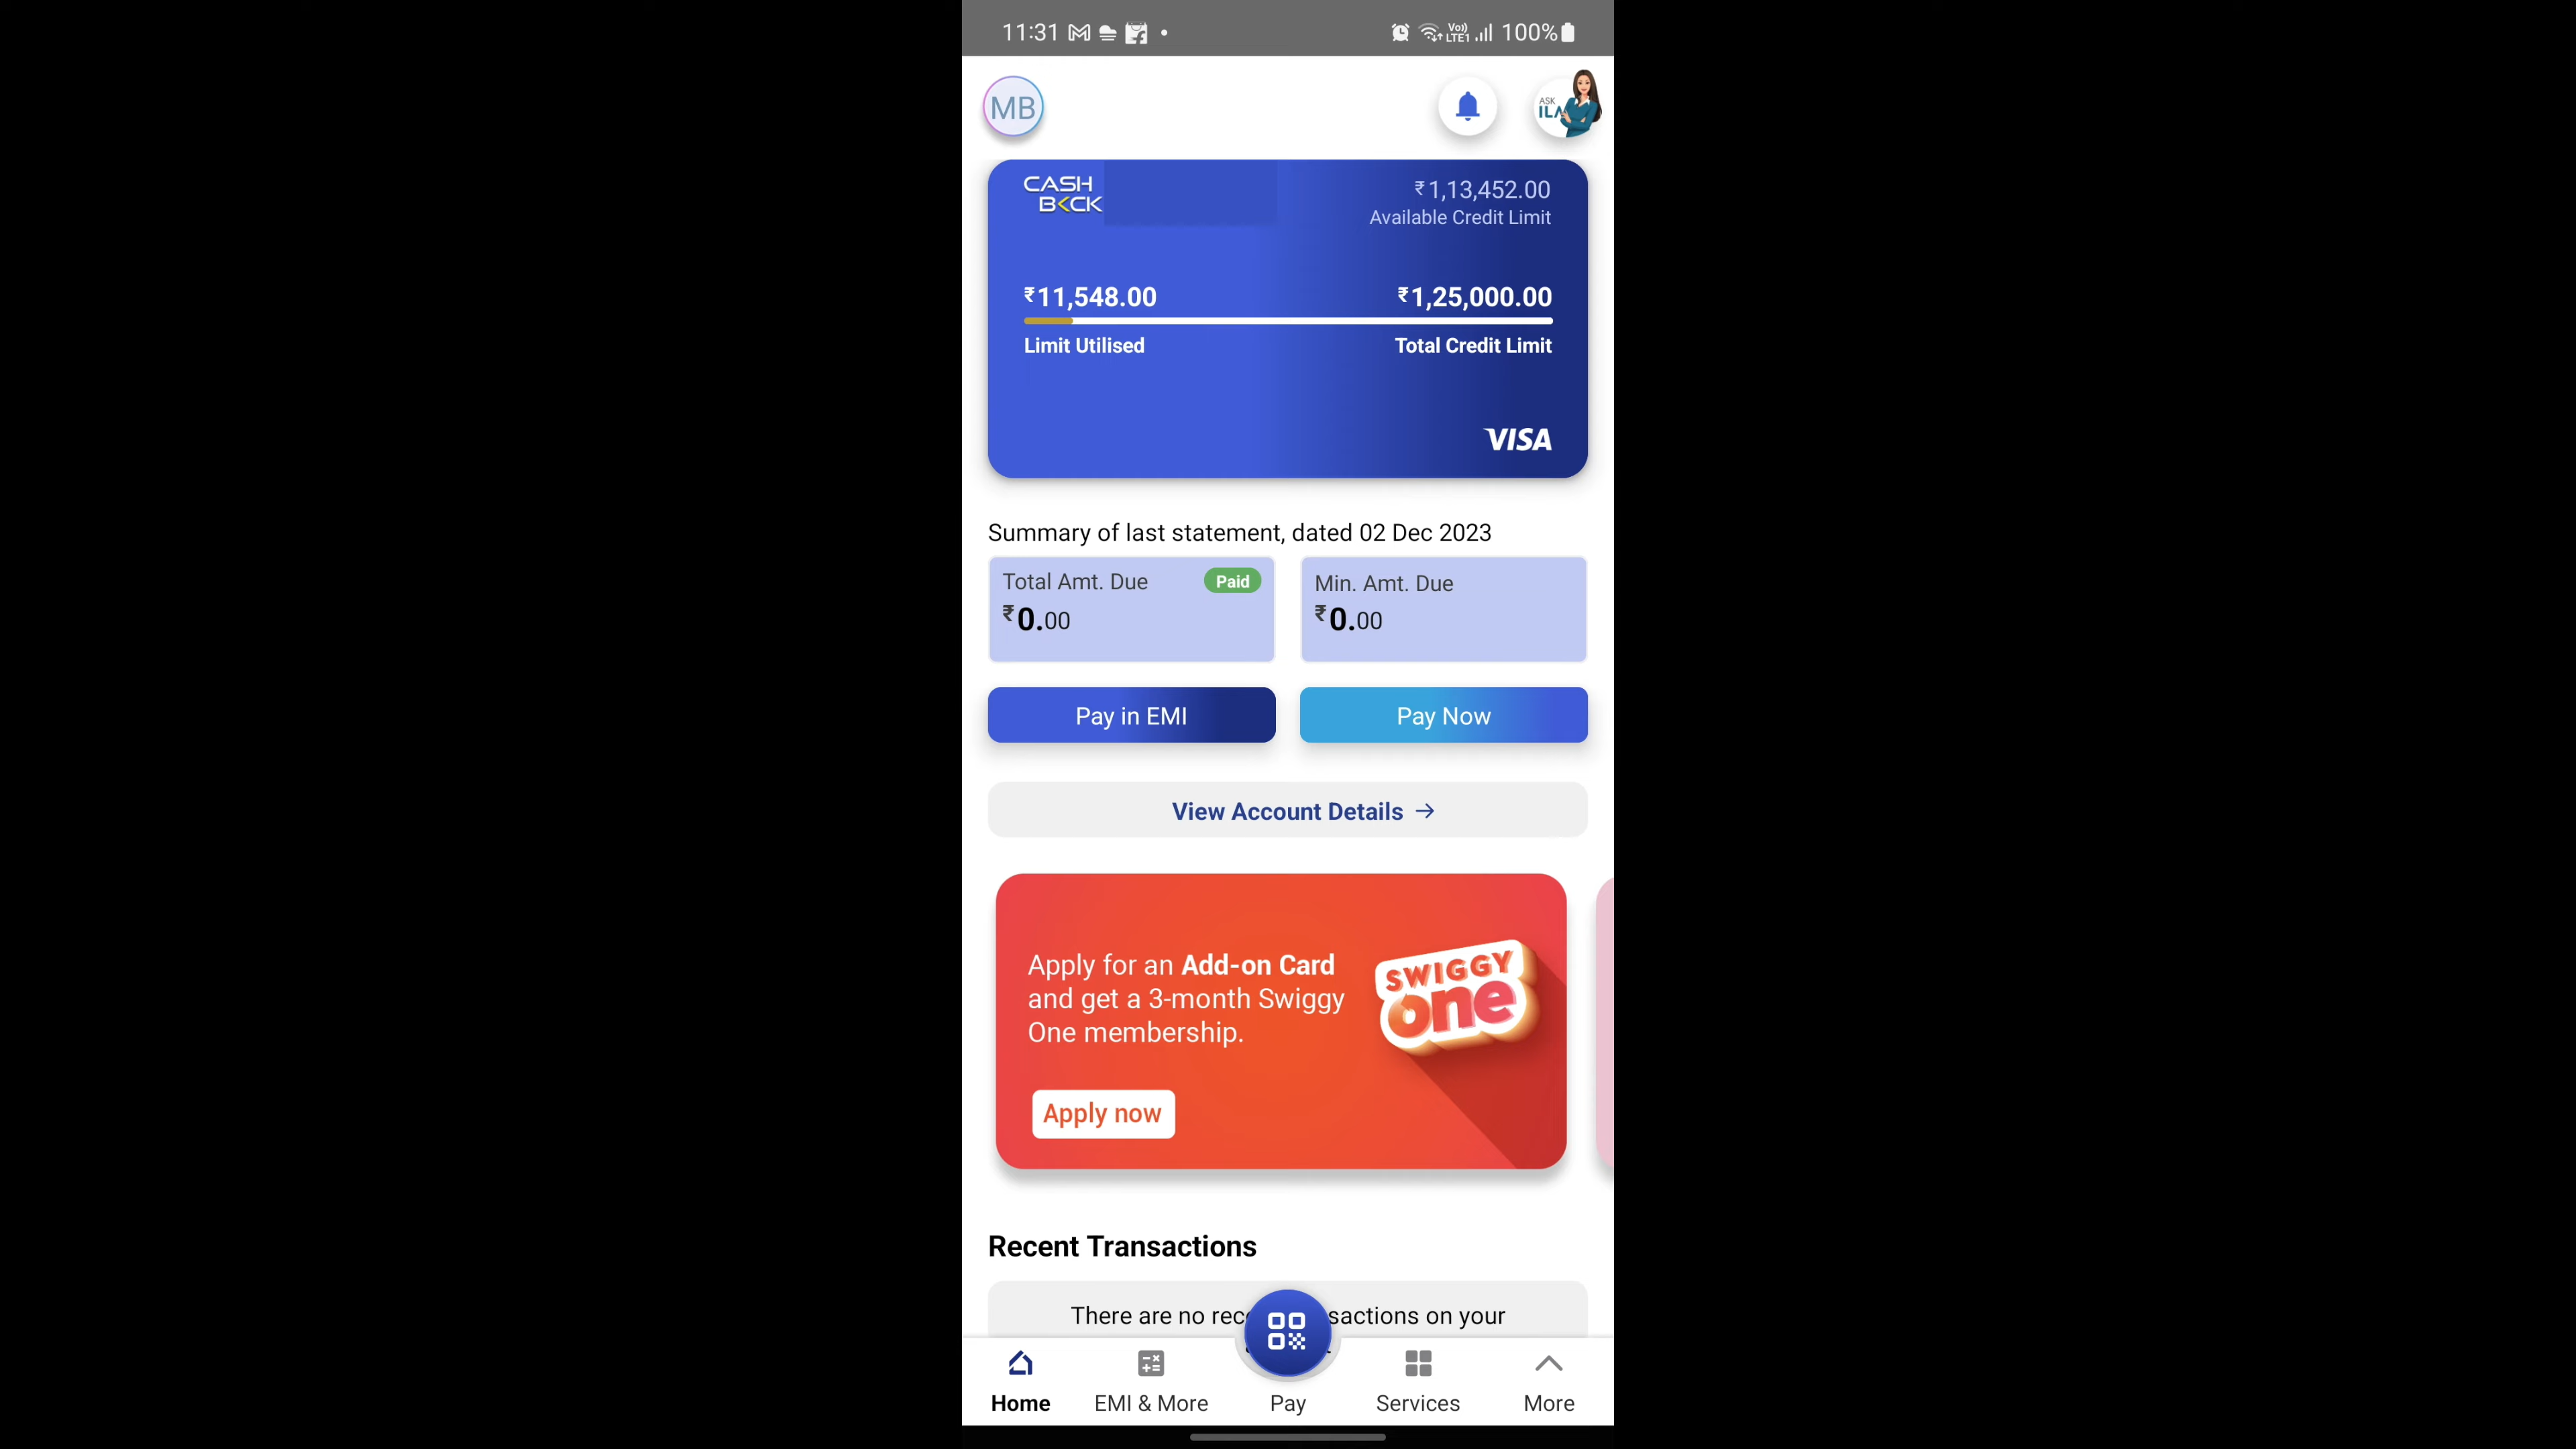 11:31 100%
Vo))
LTE1
MB
ASK
ILA
CASH
BACK
₹1,13,452.00
Available Credit Limit
₹11,548.00 ₹1,25,000.00
Limit Utilised Total Credit Limit
VISA
Summary of last statement, dated 02 Dec 2023
Total Amt. Due Paid Min. Amt. Due
₹0.00 ₹0.00
Pay in EMI Pay Now
View Account Details →
Apply for an Add-on Card
and get a 3-month Swiggy
One membership.
SWIGGY
one
Apply now
Recent Transactions
There are no sactions on your
Home EMI & More Pay Services More